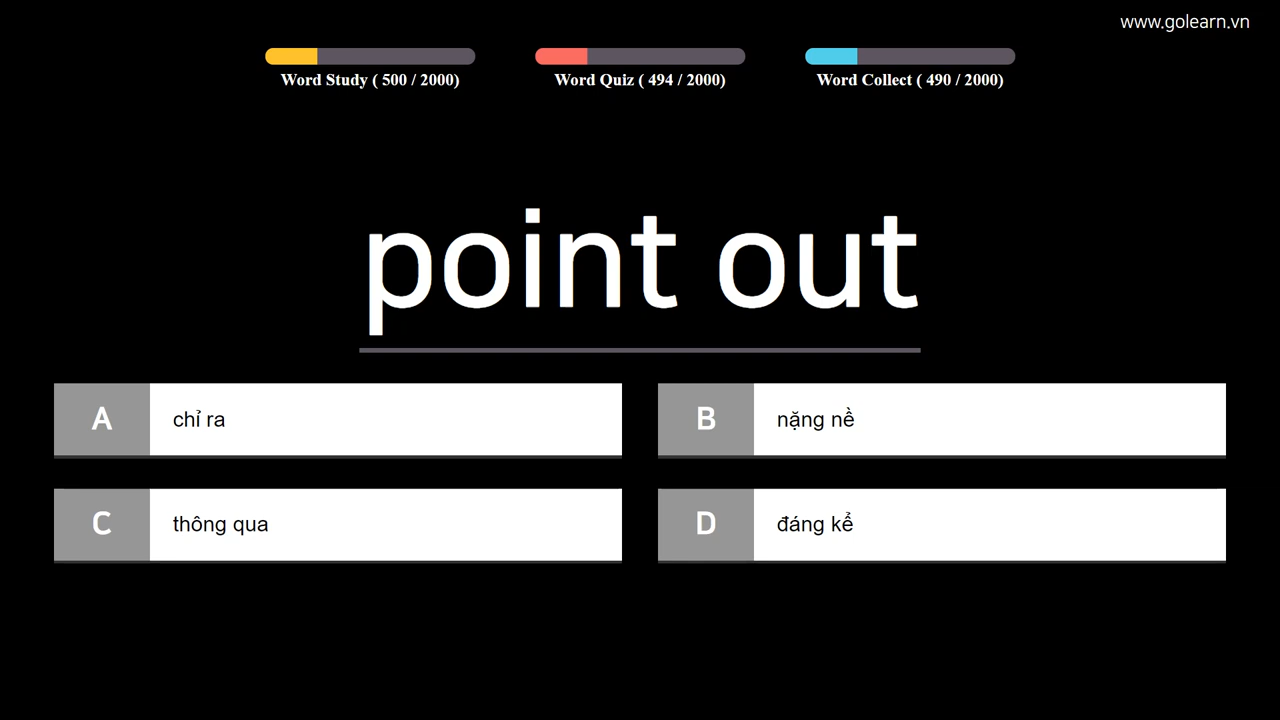 www.golearn.vn
Word Study ( 500 / 2000)
Word Quiz ( 494 / 2000)
Word Collect ( 490 / 2000)
point out
A chỉ ra
B nặng nề
C thông qua
D đáng kể